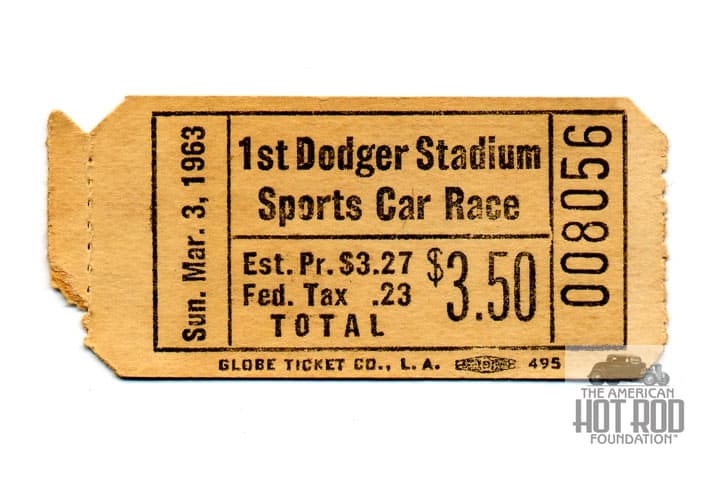 Sun. Mar. 3, 1963
1st Dodger Stadium
Sports Car Race
Est. Pr. $3.27
Fed. Tax .23
TOTAL
$3.50
008056
GLOBE TICKET CO., L. A.
495
THE AMERICAN
HOT ROD
FOUNDATION™